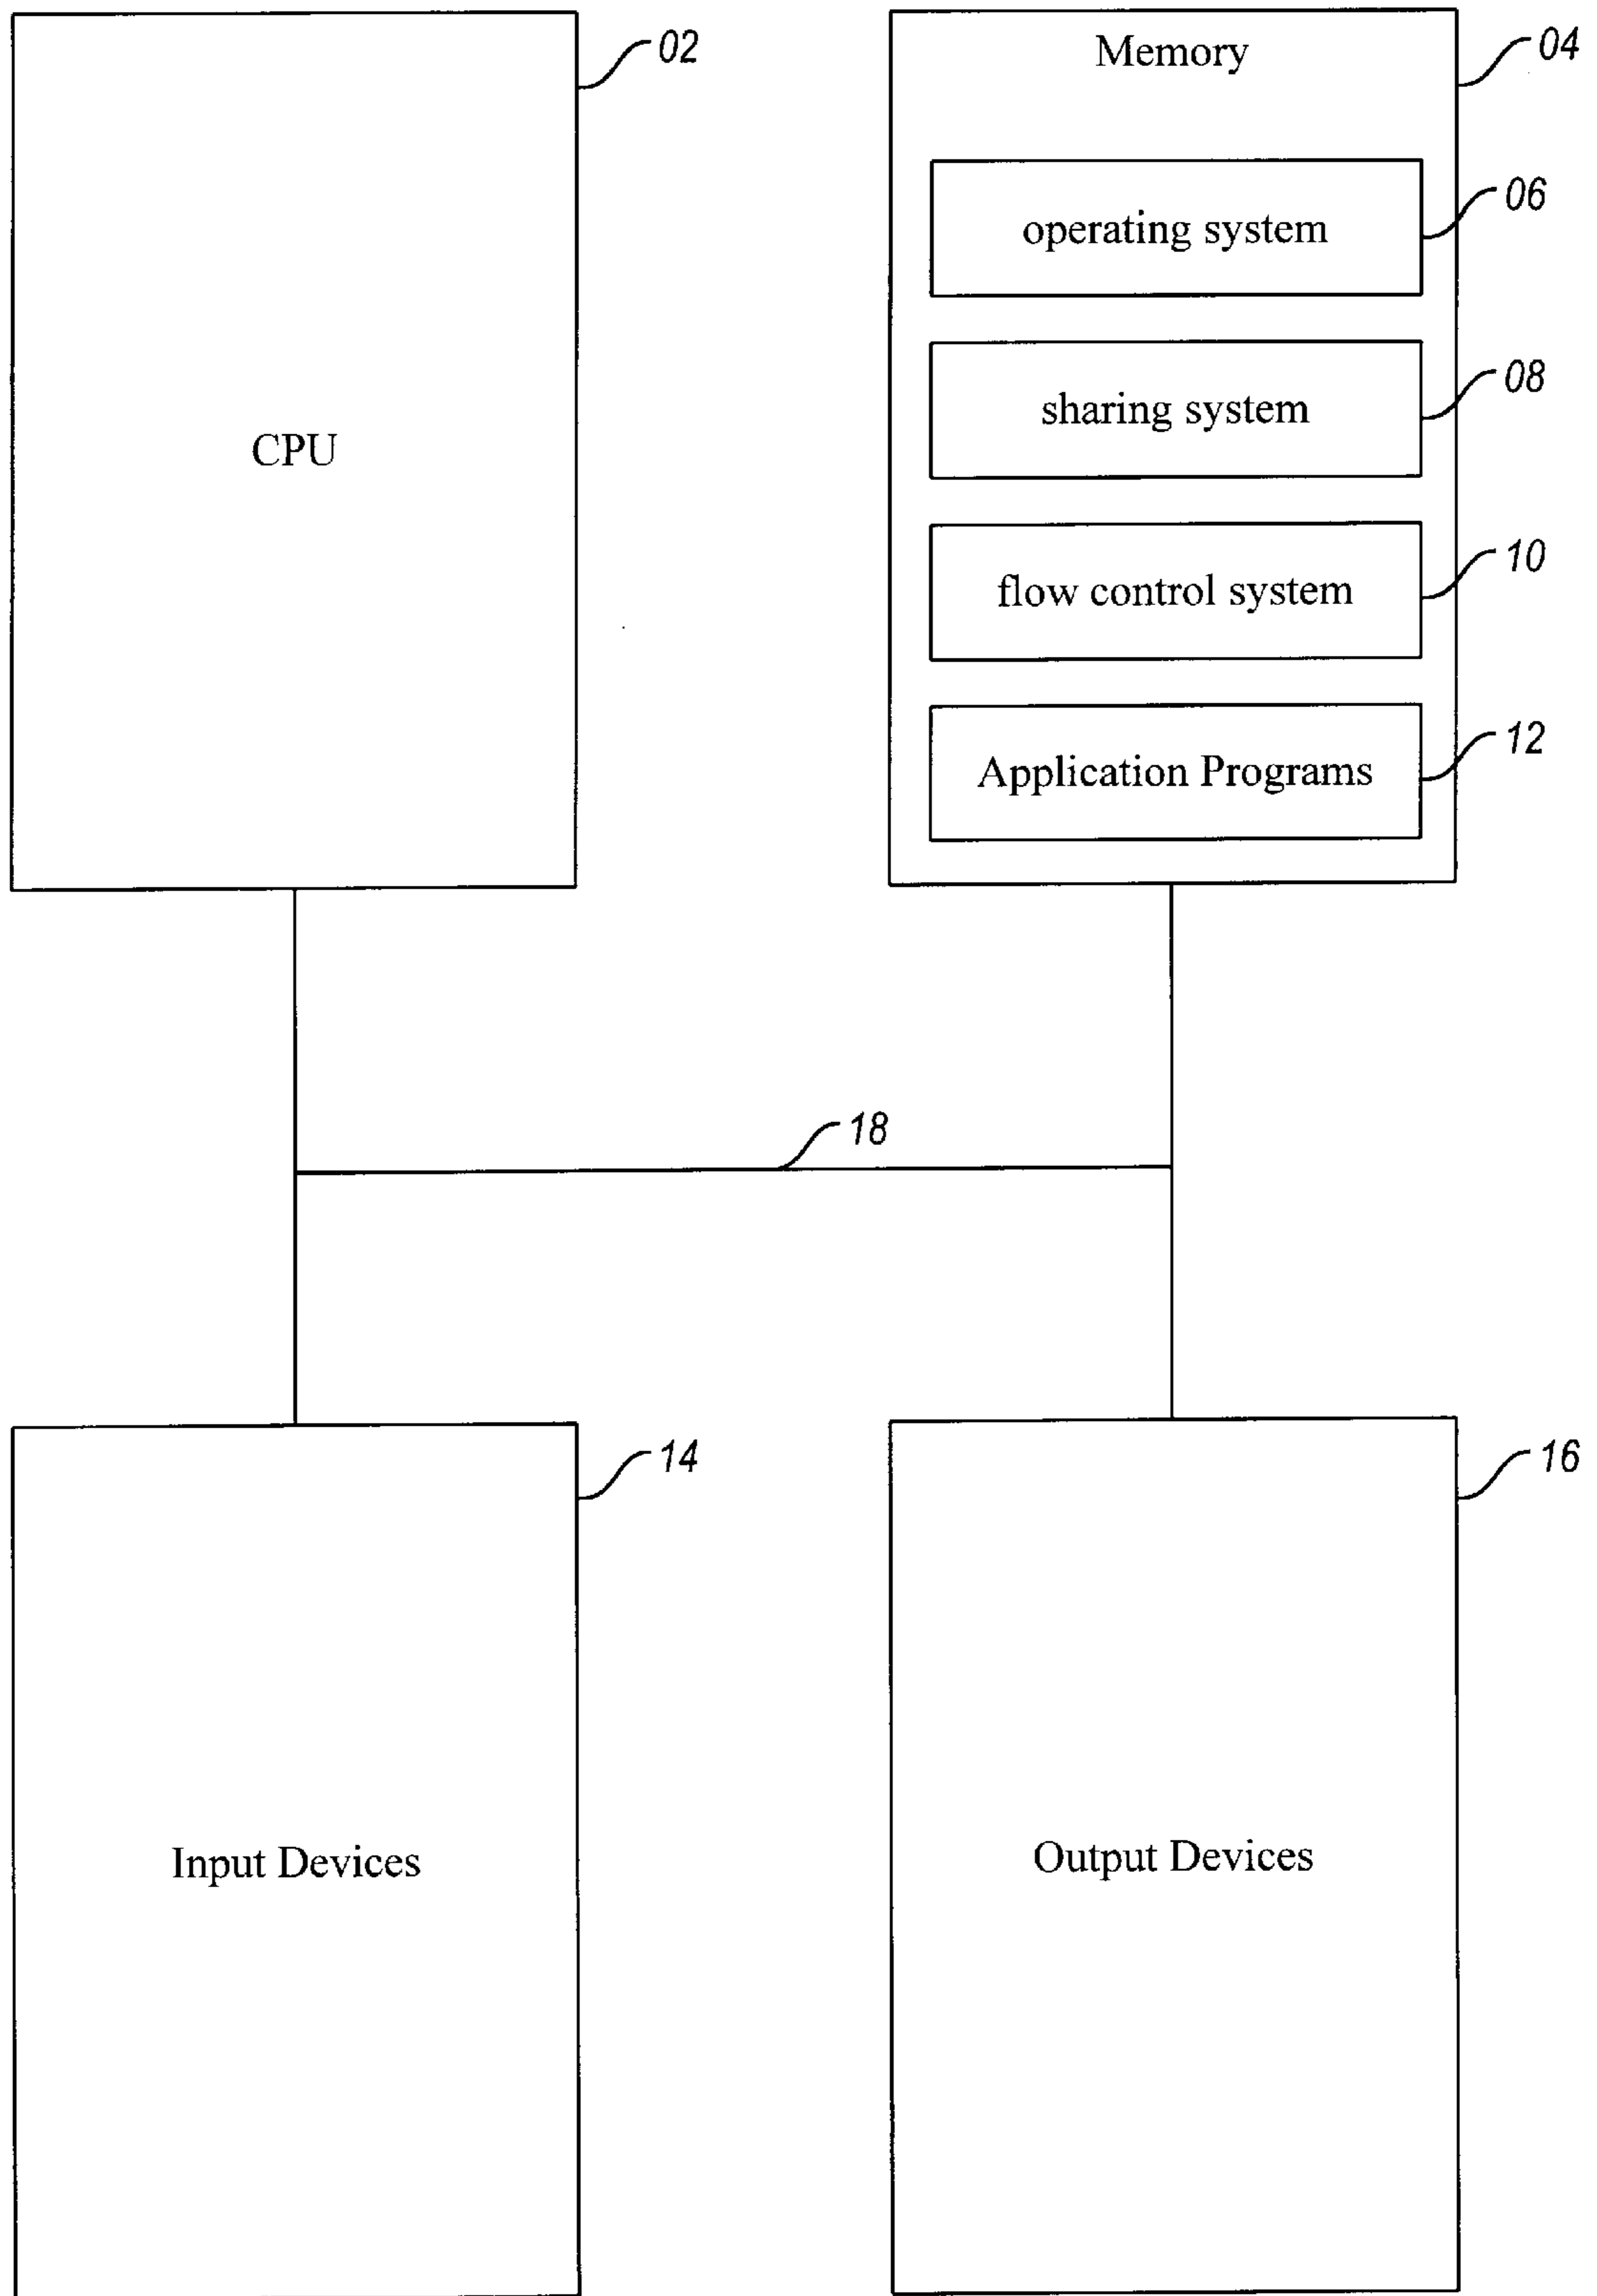 02
CPU
Memory
04
operating system
06
sharing system
08
flow control system
10
Application Programs
12
18
14
Input Devices
16
Output Devices